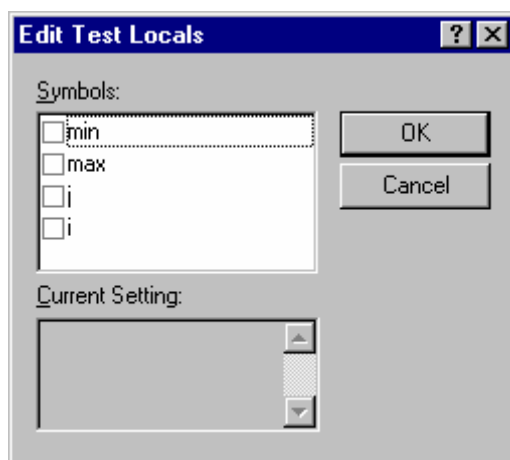 Edit Test Locals ? X
Symbols:
min
OK
max
Cancel
j
i
Current Setting: